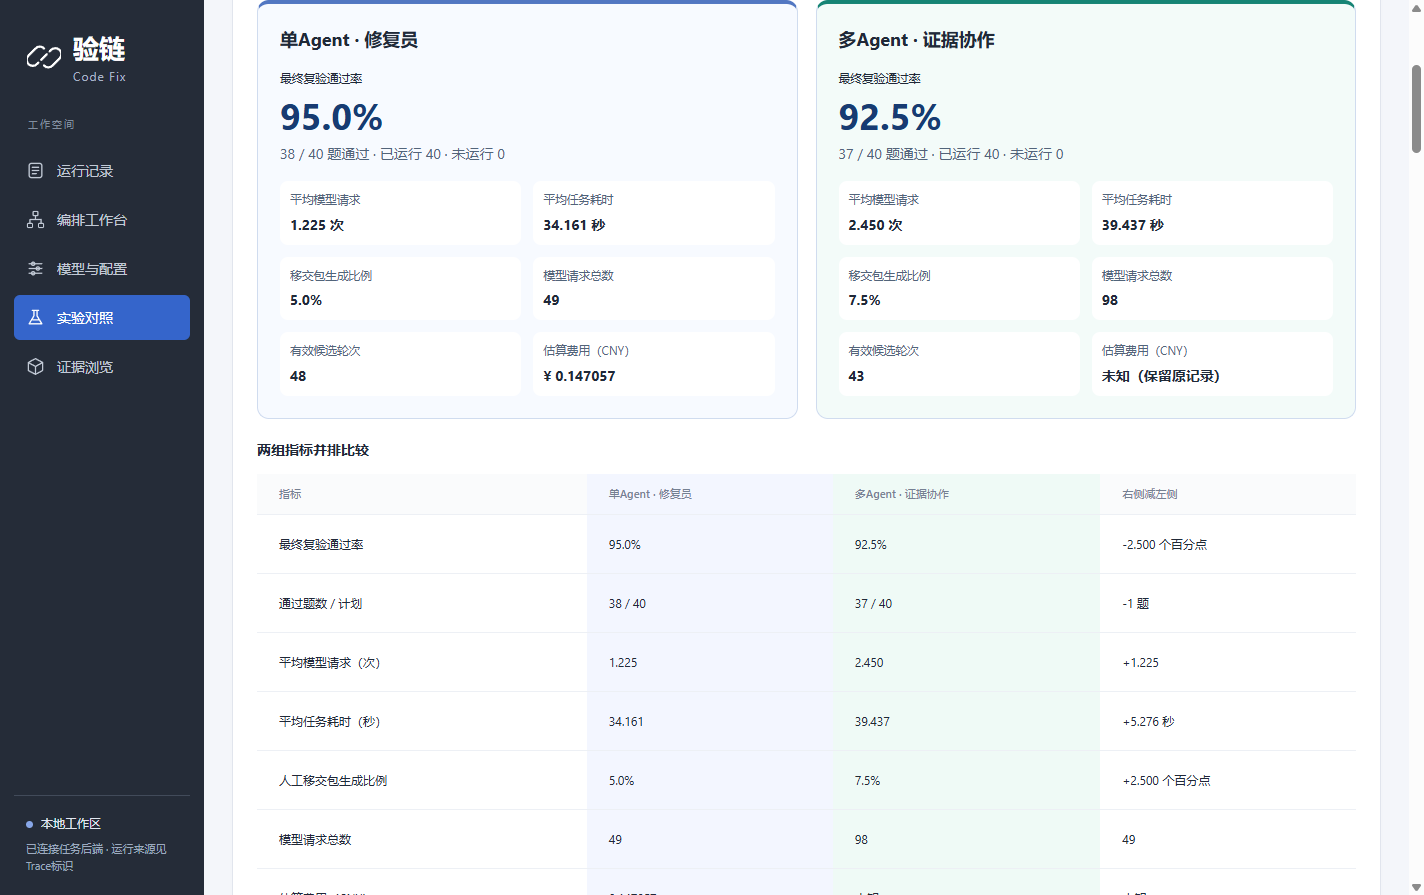 验链
Code Fix
工作空间
运行记录
编排工作台
模型与配置
实验对照
证据浏览
本地工作区
已连接任务后端 · 运行来源见
Trace标识
单Agent · 修复员
最终复验通过率
95.0%
38 / 40 题通过 · 已运行 40 · 未运行 0
平均模型请求
1.225 次
平均任务耗时
34.161 秒
移交包生成比例
5.0%
模型请求总数
49
有效候选轮次
48
估算费用（CNY）
¥ 0.147057
多Agent · 证据协作
最终复验通过率
92.5%
37 / 40 题通过 · 已运行 40 · 未运行 0
平均模型请求
2.450 次
平均任务耗时
39.437 秒
移交包生成比例
7.5%
模型请求总数
98
有效候选轮次
43
估算费用（CNY）
未知（保留原记录）
两组指标并排比较
指标 单Agent · 修复员 多Agent · 证据协作 右侧减左侧
最终复验通过率 95.0% 92.5% -2.500 个百分点
通过题数 / 计划 38 / 40 37 / 40 -1 题
平均模型请求（次） 1.225 2.450 +1.225
平均任务耗时（秒） 34.161 39.437 +5.276 秒
人工移交包生成比例 5.0% 7.5% +2.500 个百分点
模型请求总数 49 98 49